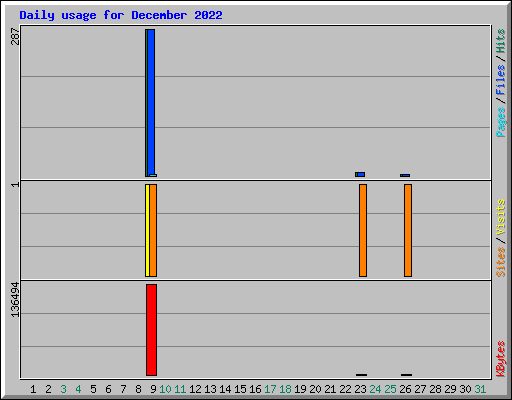 Daily usage for December 2022
287
Pages / Files / Hits
1
Sites / Visits
136494
KBytes
1 2 3 4 5 6 7 8 9 10 11 12 13 14 15 16 17 18 19 20 21 22 23 24 25 26 27 28 29 30 31